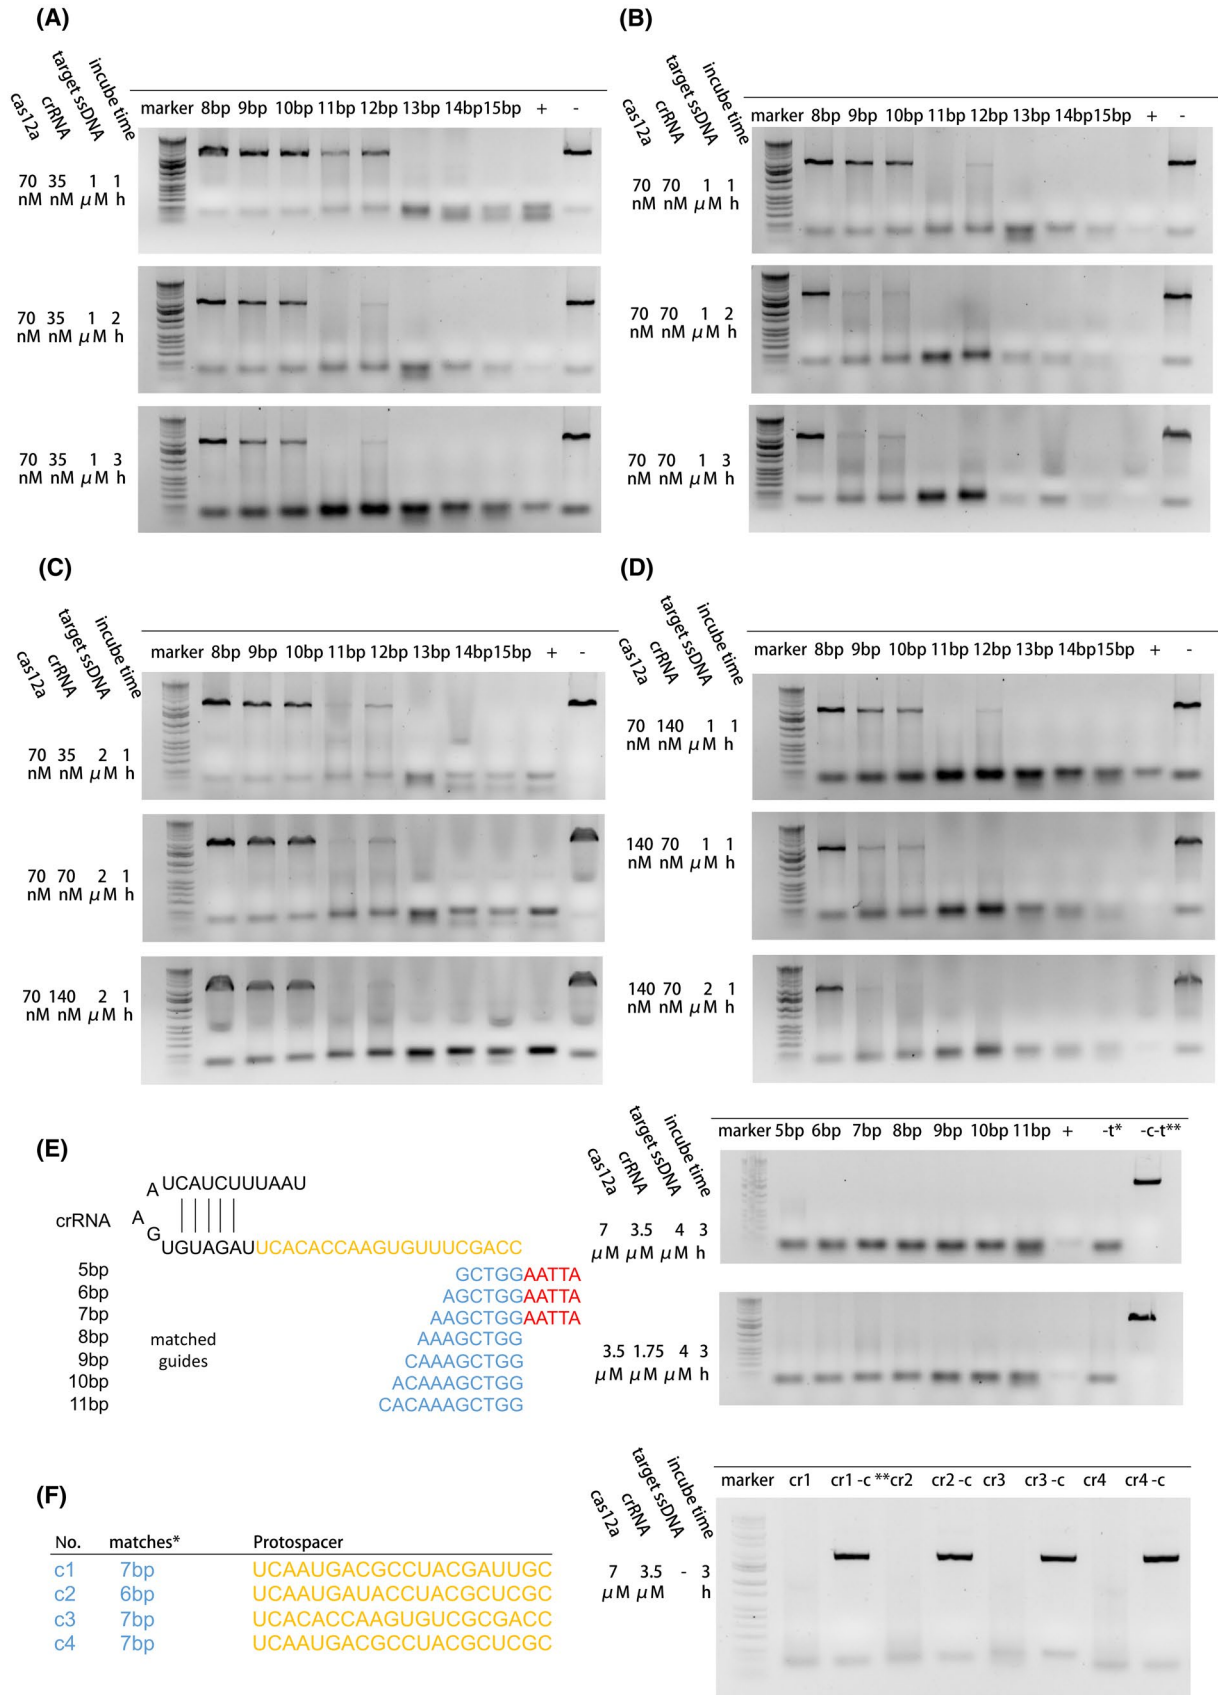 (A)
cas12a crRNA target ssDNA incube time
marker 8bp 9bp 10bp 11bp 12bp 13bp 14bp 15bp + -
70 35 1 1
nM nM μM h
70 35 1 2
nM nM μM h
70 35 1 3
nM nM μM h
(B)
cas12a crRNA target ssDNA incube time
marker 8bp 9bp 10bp 11bp 12bp 13bp 14bp 15bp + -
70 70 1 1
nM nM μM h
70 70 1 2
nM nM μM h
70 70 1 3
nM nM μM h
(C)
cas12a crRNA target ssDNA incube time
marker 8bp 9bp 10bp 11bp 12bp 13bp 14bp 15bp + -
70 35 2 1
nM nM μM h
70 70 2 1
nM nM μM h
70 140 2 1
nM nM μM h
(D)
cas12a crRNA target ssDNA incube time
marker 8bp 9bp 10bp 11bp 12bp 13bp 14bp 15bp + -
70 140 1 1
nM nM μM h
140 70 1 1
nM nM μM h
140 70 2 1
nM nM μM h
(E)
AUCAUCUUUAAU
crRNA A
GUGUAGAUUCACACCAAGUGUUUCGACC
5bp GCTGGAATTA
6bp AGCTGGAATTA
7bp AAGCTGGAATTA
8bp AAAGCTGG
matched
guides
9bp CAAAGCTGG
10bp ACAAAGCTGG
11bp CACAAAGCTGG
cas12a crRNA target ssDNA incube time
marker 5bp 6bp 7bp 8bp 9bp 10bp 11bp + -t* -c-t**
7 3.5 4 3
μM μM μM h
3.5 1.75 4 3
μM μM μM h
(F)
No. matches* Protospacer
c1 7bp UCAAUGACGCCUACGAUUGC
c2 6bp UCAAUGAUACCUACGCUCGC
c3 7bp UCACACCAAGUGUCGCGACC
c4 7bp UCAAUGACGCCUACGCUCGC
cas12a crRNA target ssDNA incube time
marker cr1 cr1 -c **cr2 cr2 -c cr3 cr3 -c cr4 cr4 -c
7 3.5 - 3
μM μM h